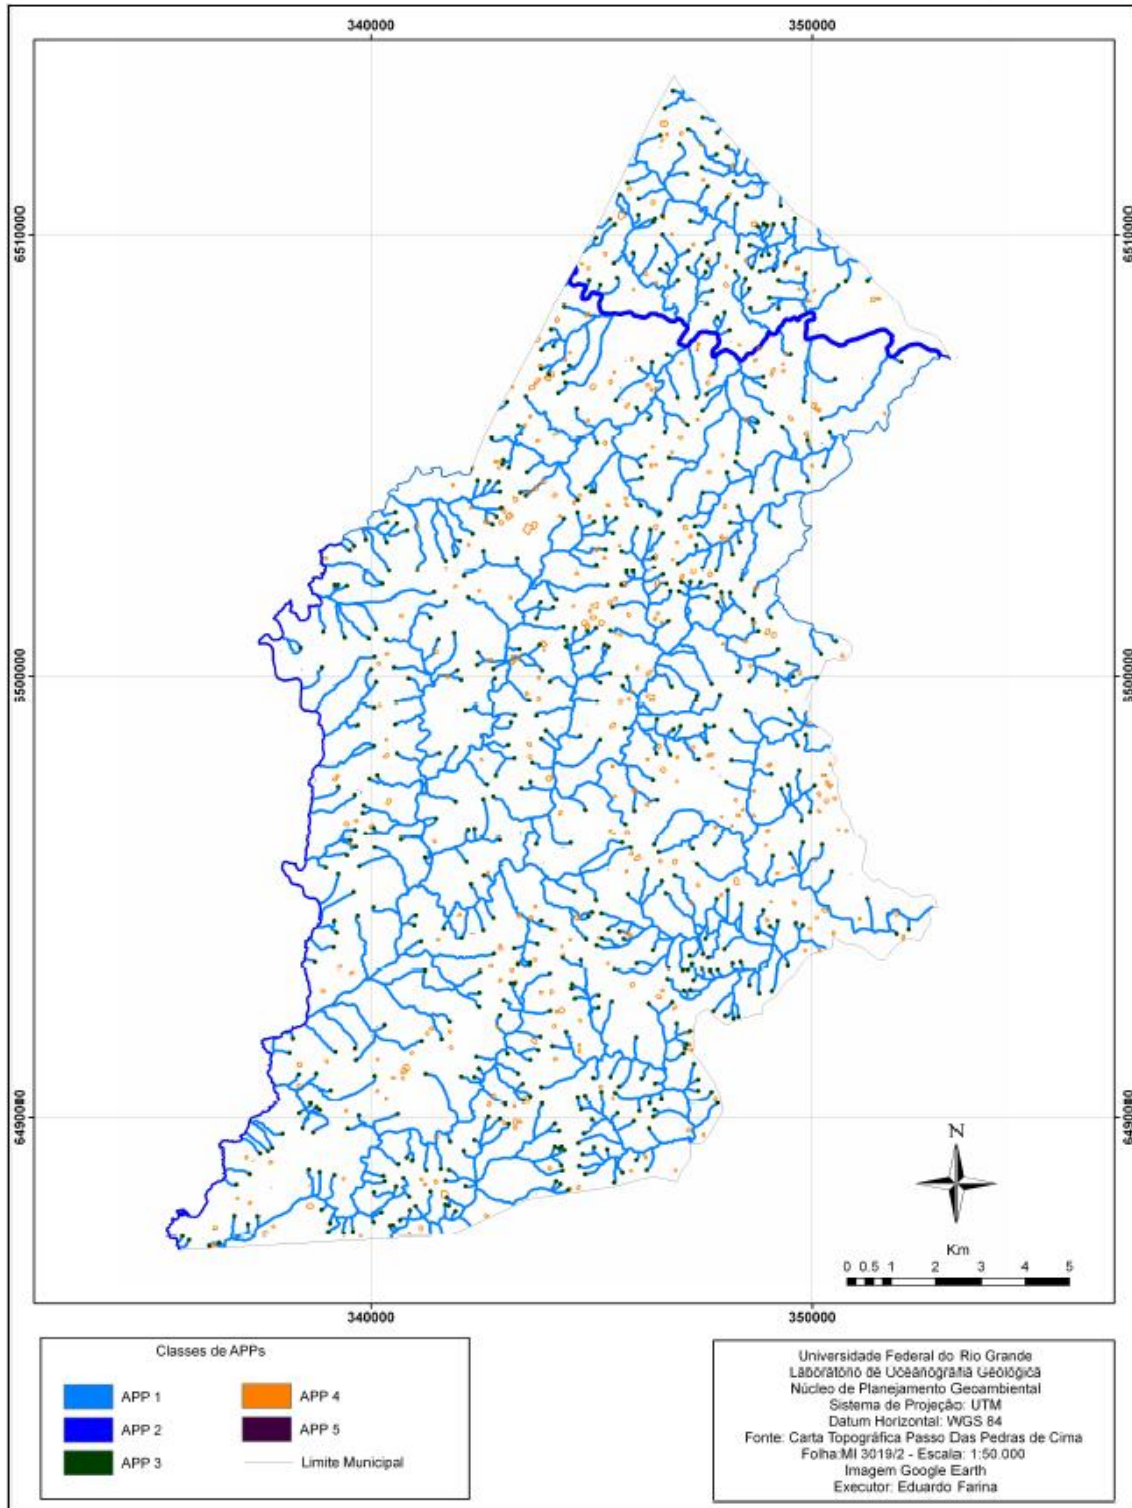 340000
350000
6510000
6510000
6490000
6490000
N
Km
0 0.5 1 2 3 4 5
340000
350000
Classes de APPs
APP 1
APP 4
APP 2
APP 5
APP 3
Limite Municipal
Universidade Federal do Rio Grande
Laboratório de Oceanografia Geológica
Núcleo de Planejamento Geoambiental
Sistema de Projeção: UTM
Datum Horizontal: WGS 84
Fonte: Carta Topográfica Passo Das Pedras de Cima
Folha:MI 3019/2 - Escala: 1:50.000
Imagem Google Earth
Executor: Eduardo Farina